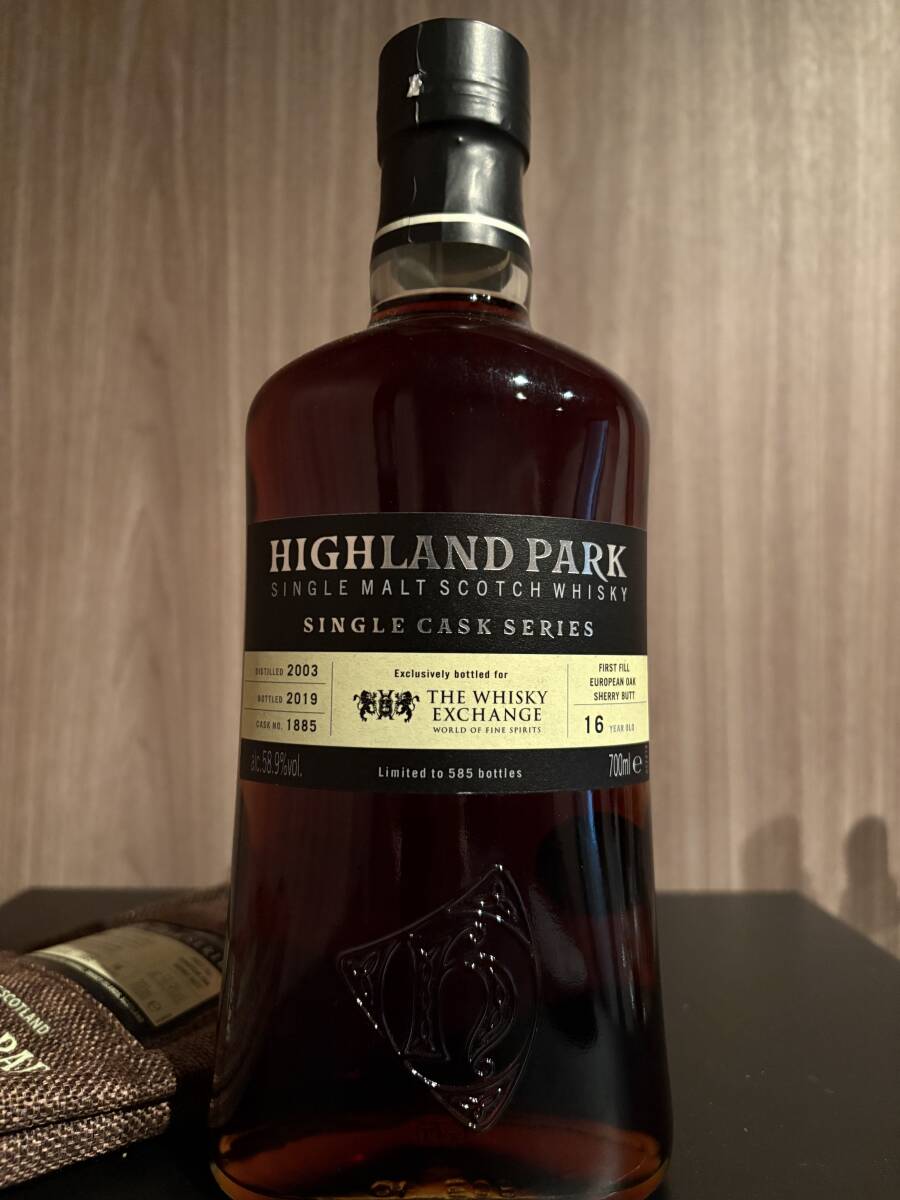 HIGHLAND PARK
SINGLE MALT SCOTCH WHISKY
SINGLE CASK SERIES
DISTILLED 2003
BOTTLED 2019
CASK NO. 1885
Exclusively bottled for
THE WHISKY
EXCHANGE
WORLD OF FINE SPIRITS
FIRST FILL
EUROPEAN OAK
SHERRY BUTT
16 YEAR OLD
alc.58.9%vol.
Limited to 585 bottles
700ml e
H
SCOTLAND